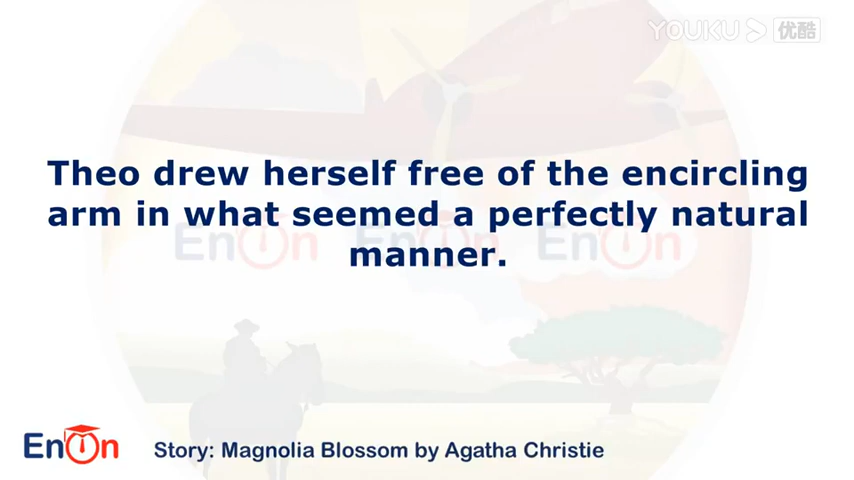 YOUKU 优酷
Theo drew herself free of the encircling
arm in what seemed a perfectly natural
manner.
EnOn EnOn EnOn
EnOn
Story: Magnolia Blossom by Agatha Christie